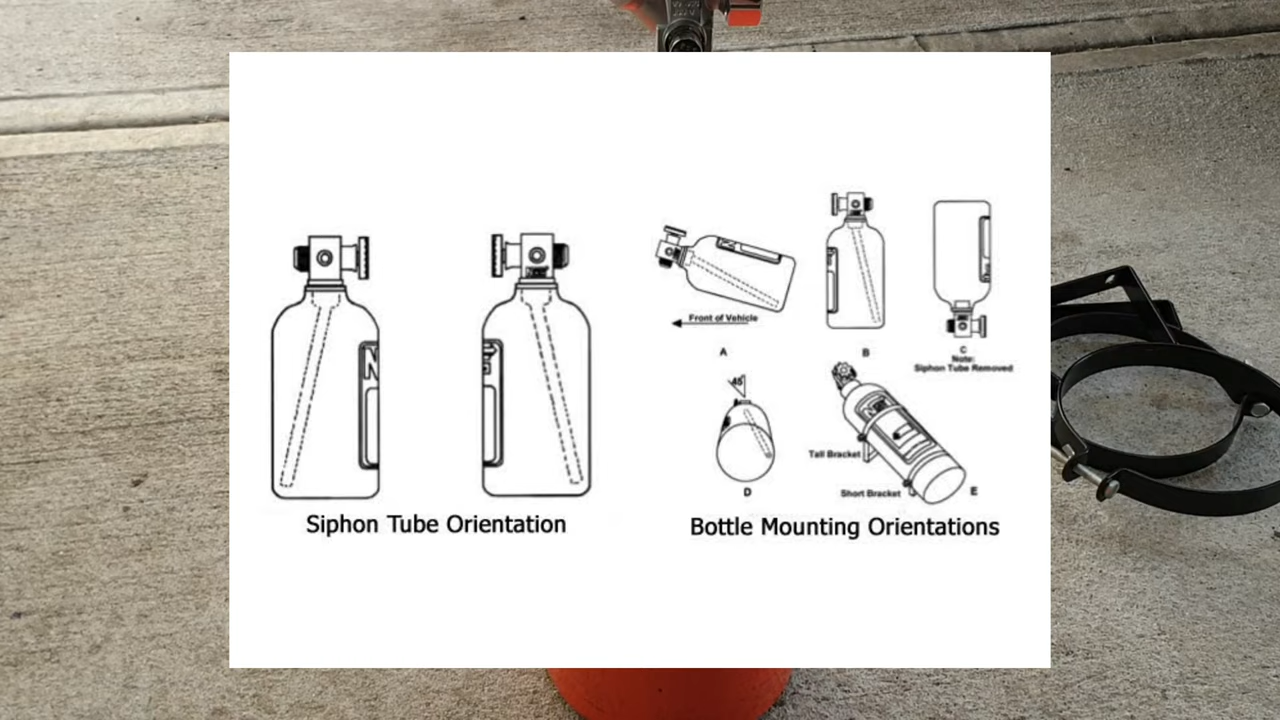 Front of Vehicle
A
B
C
Note:
Siphon Tube Removed
45°
D
Tall Bracket
Short Bracket
E
Siphon Tube Orientation
Bottle Mounting Orientations